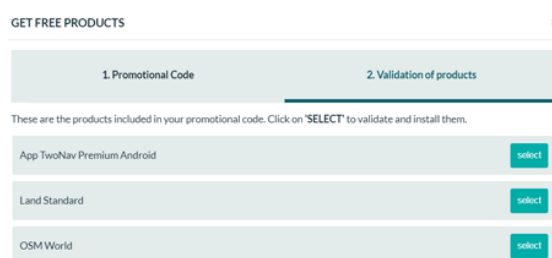 GET FREE PRODUCTS
1. Promotional Code
2. Validation of products
These are the products included in your promotional code. Click on 'SELECT' to validate and install them.
App TwoNav Premium Android
select
Land Standard
select
OSM World
select